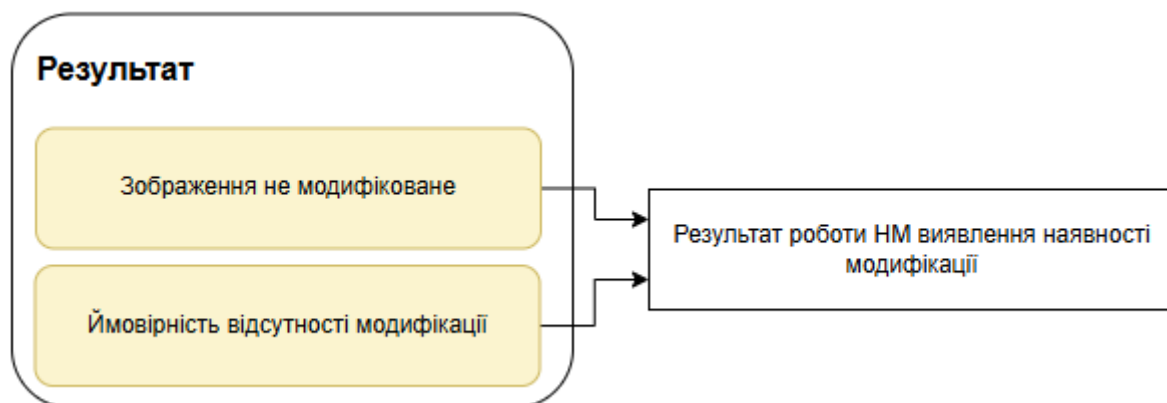 Результат
Зображення не модифіковане
Ймовірність відсутності модифікації
Результат роботи НМ виявлення наявності
модифікації